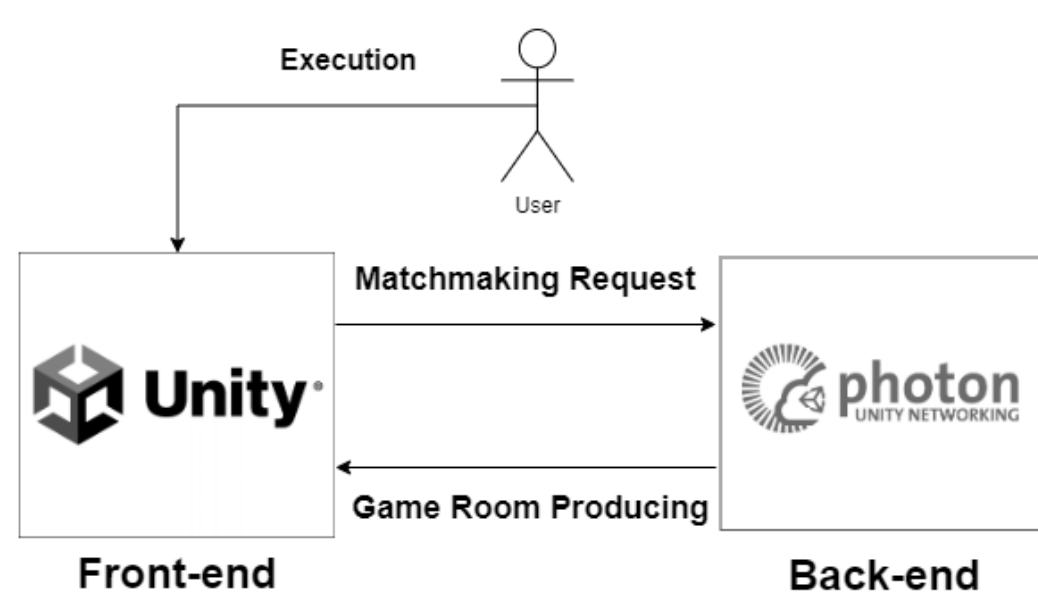 Execution
User
Matchmaking Request
Unity
photon
UNITY NETWORKING
Game Room Producing
Front-end
Back-end